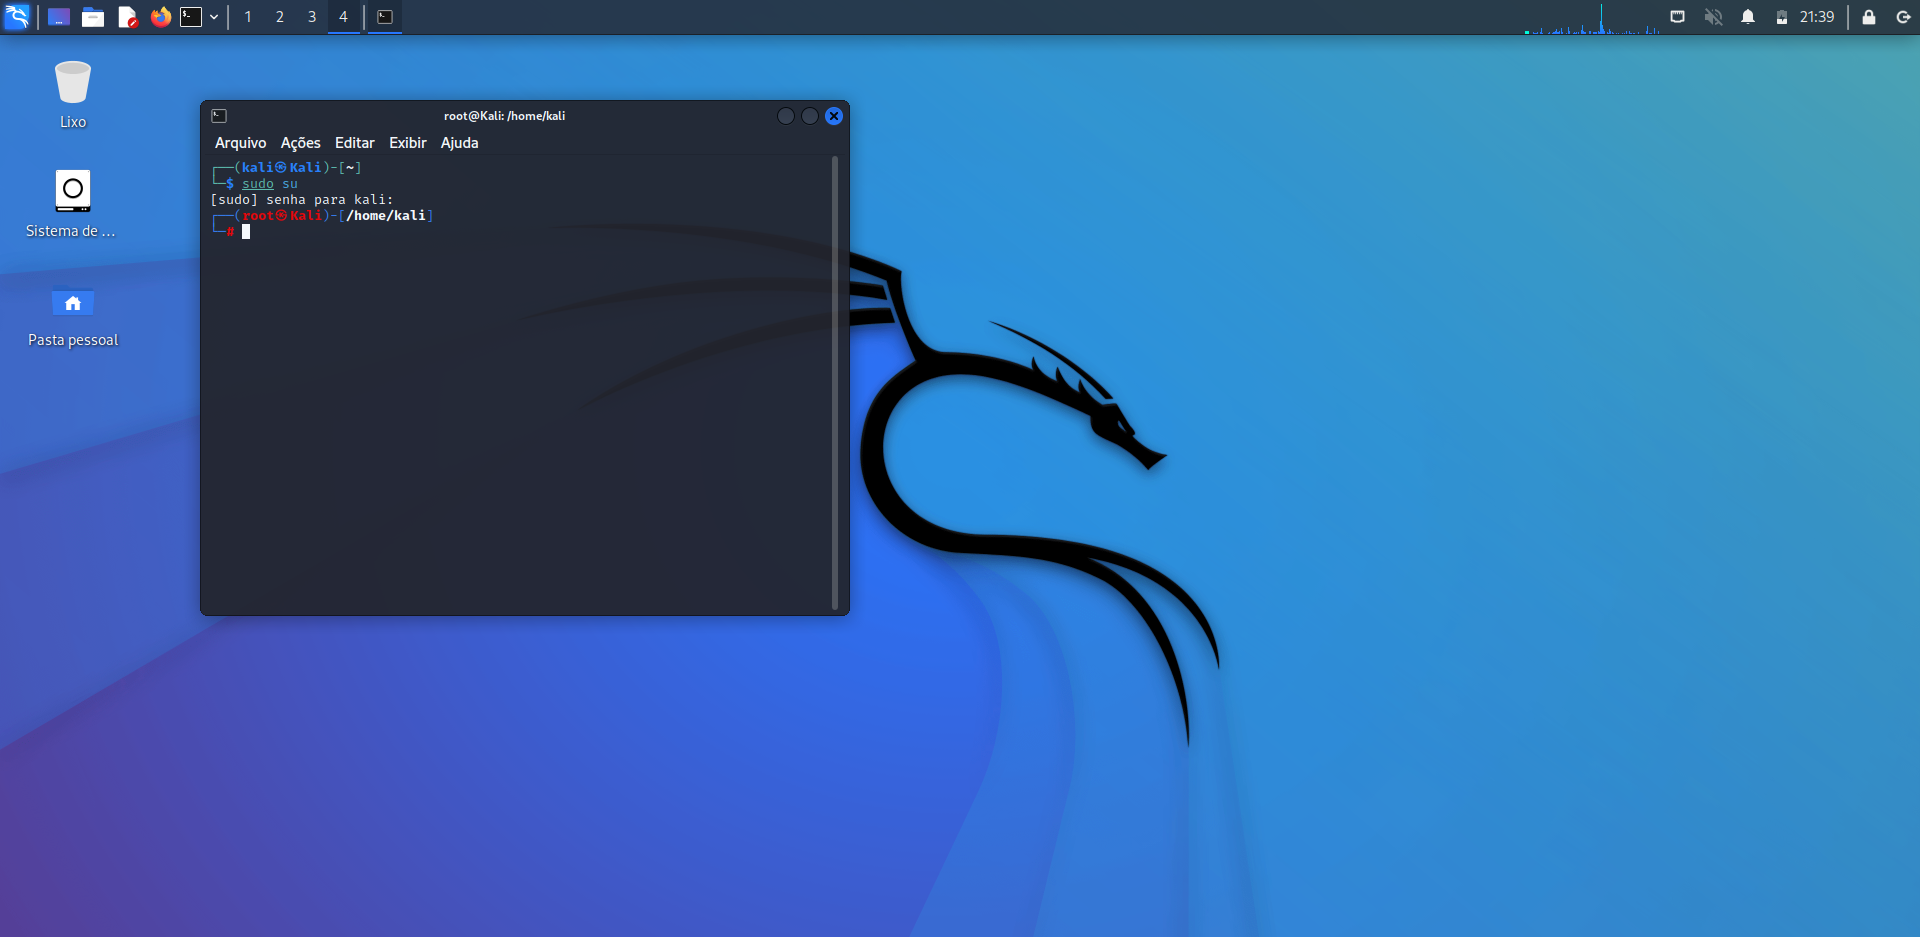 1 2 3 4
21:39
Lixo
Sistema de ...
Pasta pessoal
root@Kali: /home/kali
Arquivo Ações Editar Exibir Ajuda
┌──(kali㉿Kali)-[~]
└─$ sudo su
[sudo] senha para kali:
┌──(root㉿Kali)-[/home/kali]
└─#